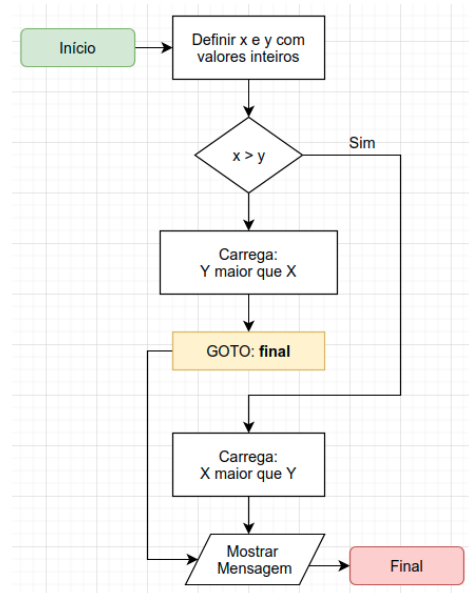 Início
Definir x e y com
valores inteiros
x > y
Sim
Carrega:
Y maior que X
GOTO: final
Carrega:
X maior que Y
Mostrar
Mensagem
Final